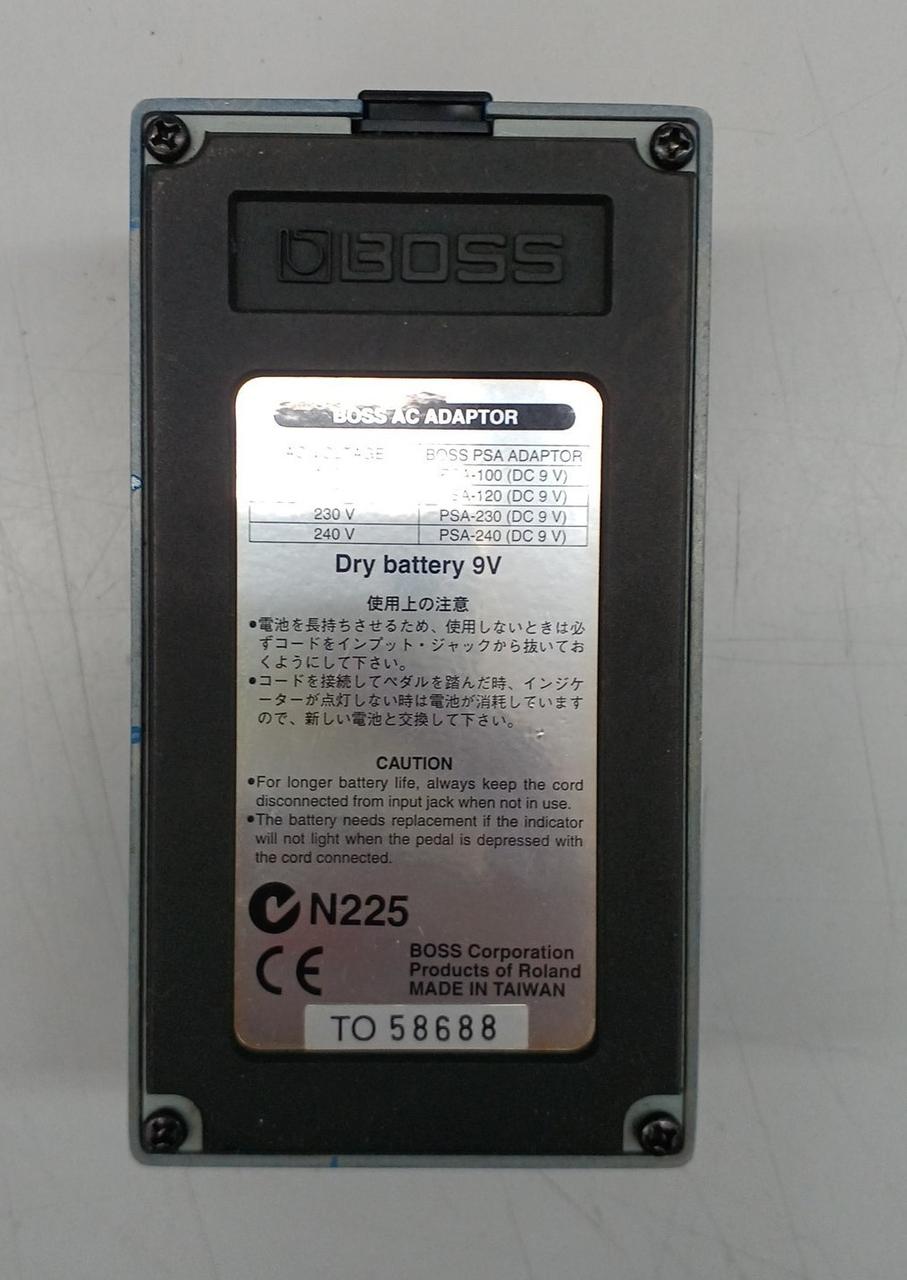 BOSS
BOSS AC ADAPTOR
AC VOLTAGE BOSS PSA ADAPTOR
-100 (DC 9 V)
-120 (DC 9 V)
230 V PSA-230 (DC 9 V)
240 V PSA-240 (DC 9 V)
Dry battery 9V
使用上の注意
●電池を長持ちさせるため、使用しないときは必
ずコードをインプット・ジャックから抜いてお
くようにして下さい。
●コードを接続してペダルを踏んだ時、インジケ
ーターが点灯しない時は電池が消耗しています
ので、新しい電池と交換して下さい。
CAUTION
●For longer battery life, always keep the cord
disconnected from input jack when not in use.
●The battery needs replacement if the indicator
will not light when the pedal is depressed with
the cord connected.
N225
CE
BOSS Corporation
Products of Roland
MADE IN TAIWAN
TO 58688